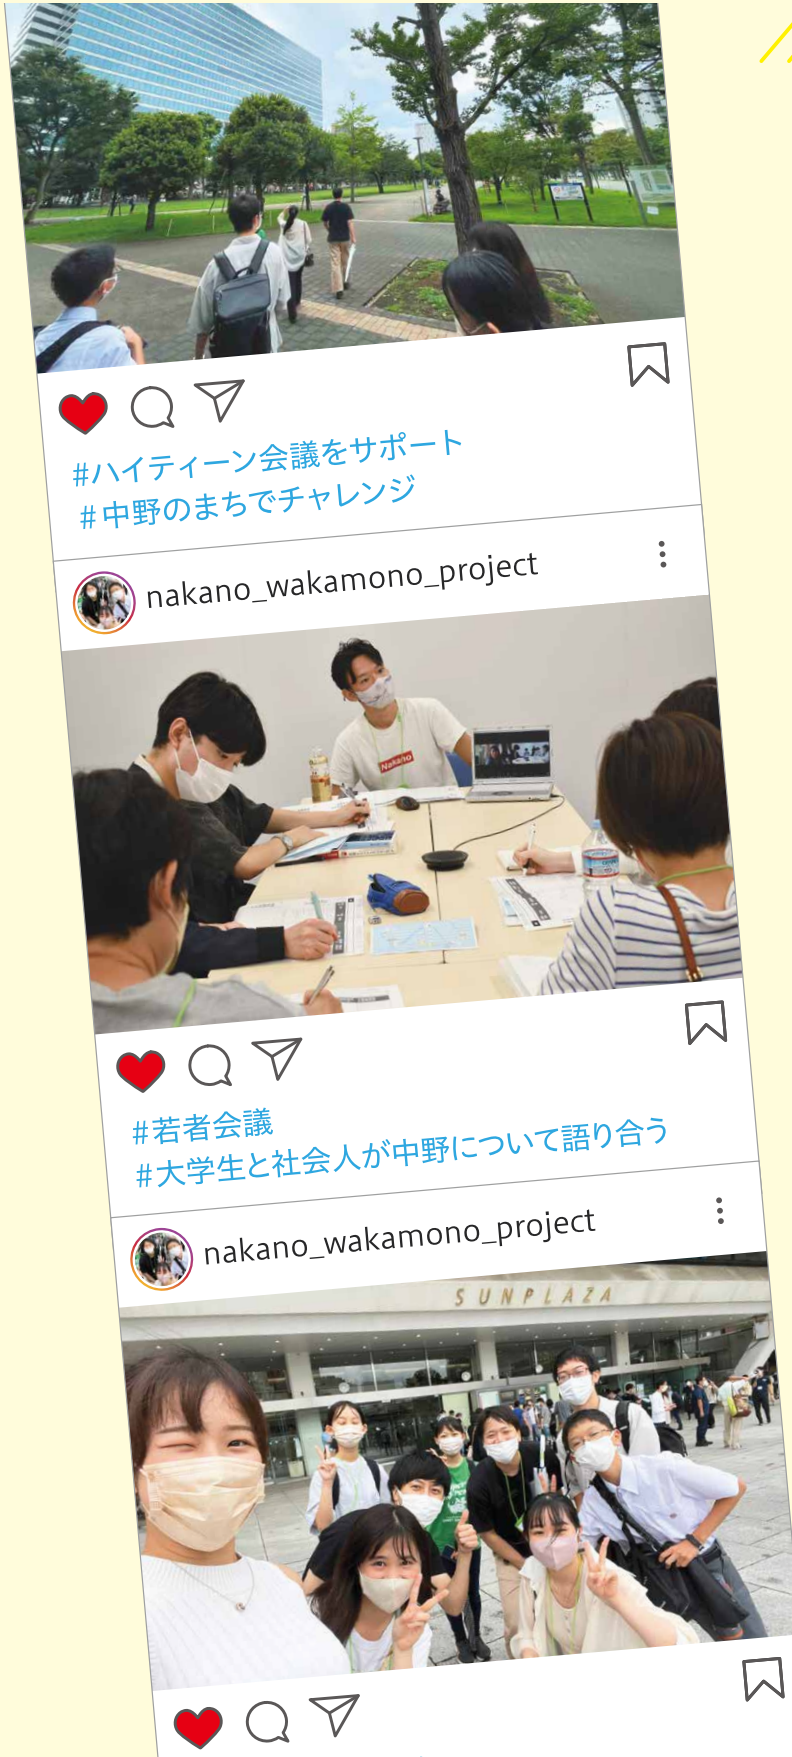 #ハイティーン会議をサポート
#中野のまちでチャレンジ
nakano_wakamono_project
Nakano
#若者会議
#大学生と社会人が中野について語り合う
nakano_wakamono_project
SUNPLAZA